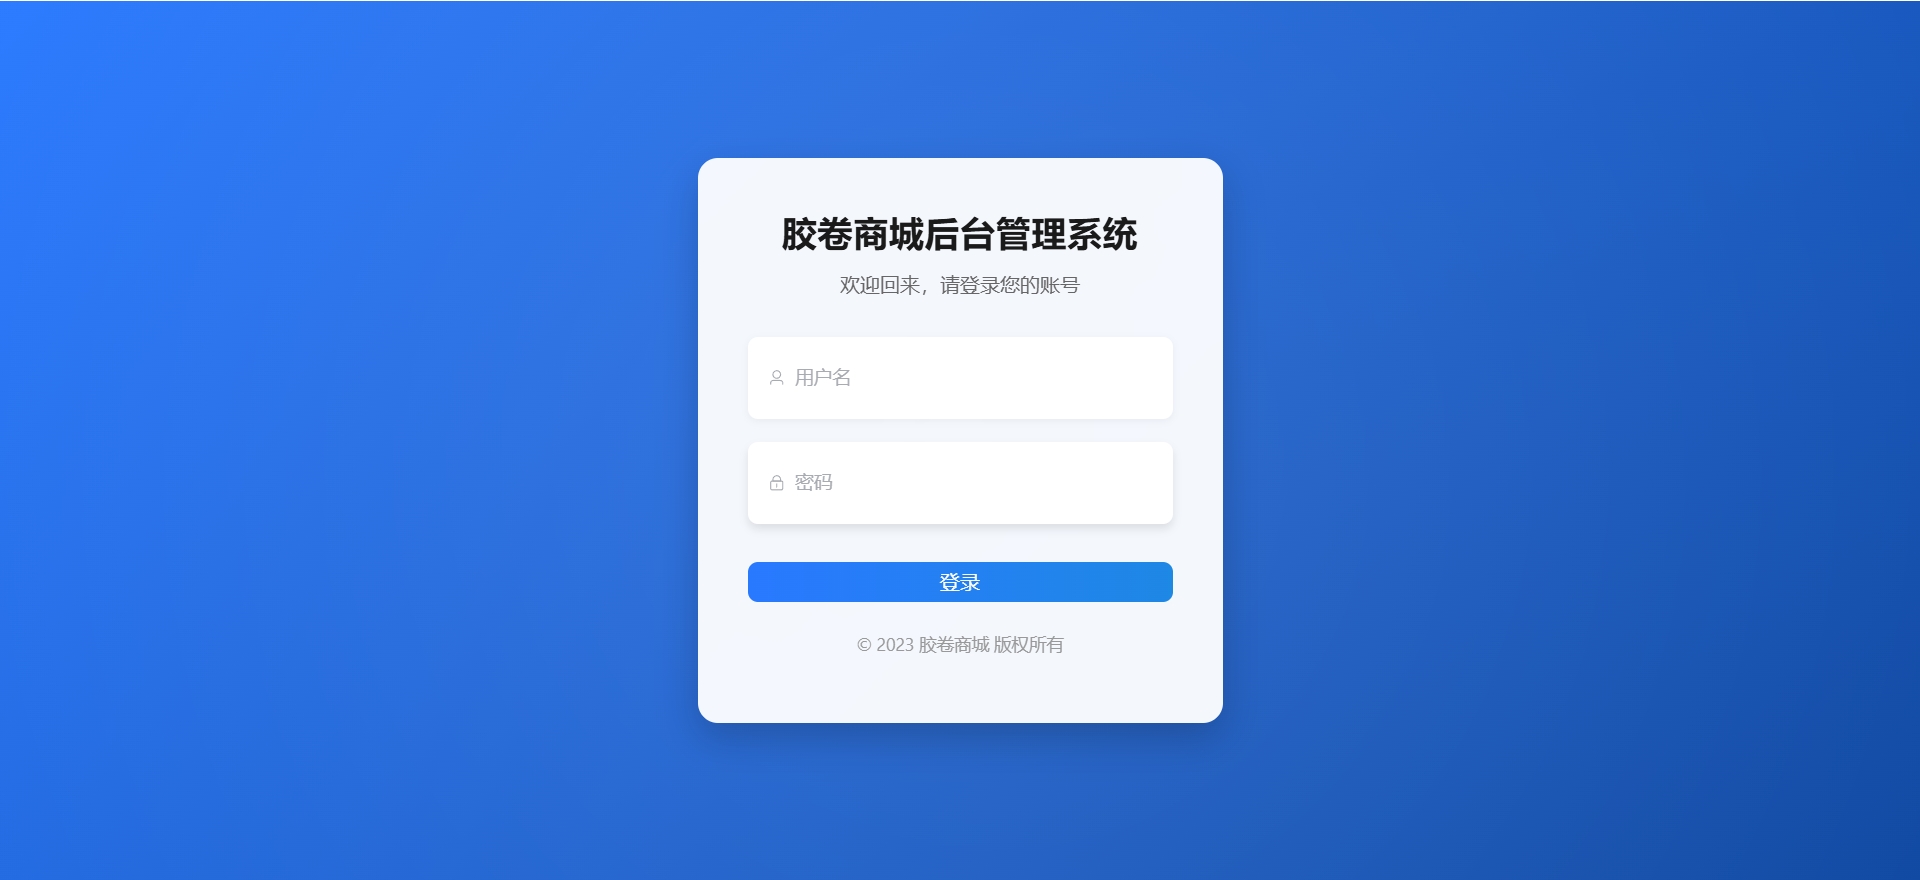 胶卷商城后台管理系统
欢迎回来，请登录您的账号
用户名
密码
登录
© 2023 胶卷商城 版权所有